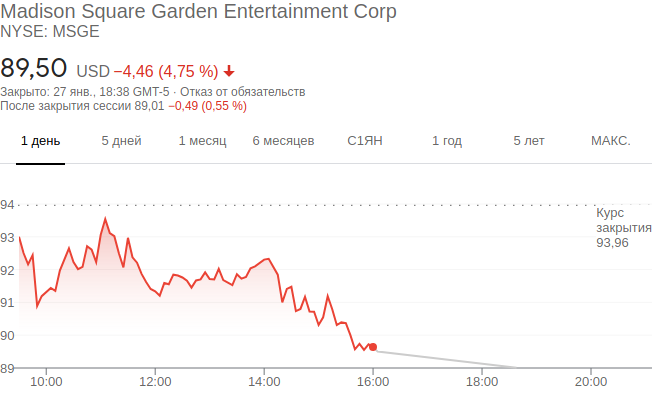 Madison Square Garden Entertainment Corp
NYSE: MSGE
89,50 USD −4,46 (4,75 %)
Закрыто: 27 янв., 18:38 GMT-5 · Отказ от обязательств
После закрытия сессии 89,01 −0,49 (0,55 %)
1 день 5 дней 1 месяц 6 месяцев С1ЯН 1 год 5 лет МАКС.
94
Курс
закрытия
93,96
93
92
91
90
89
10:00 12:00 14:00 16:00 18:00 20:00